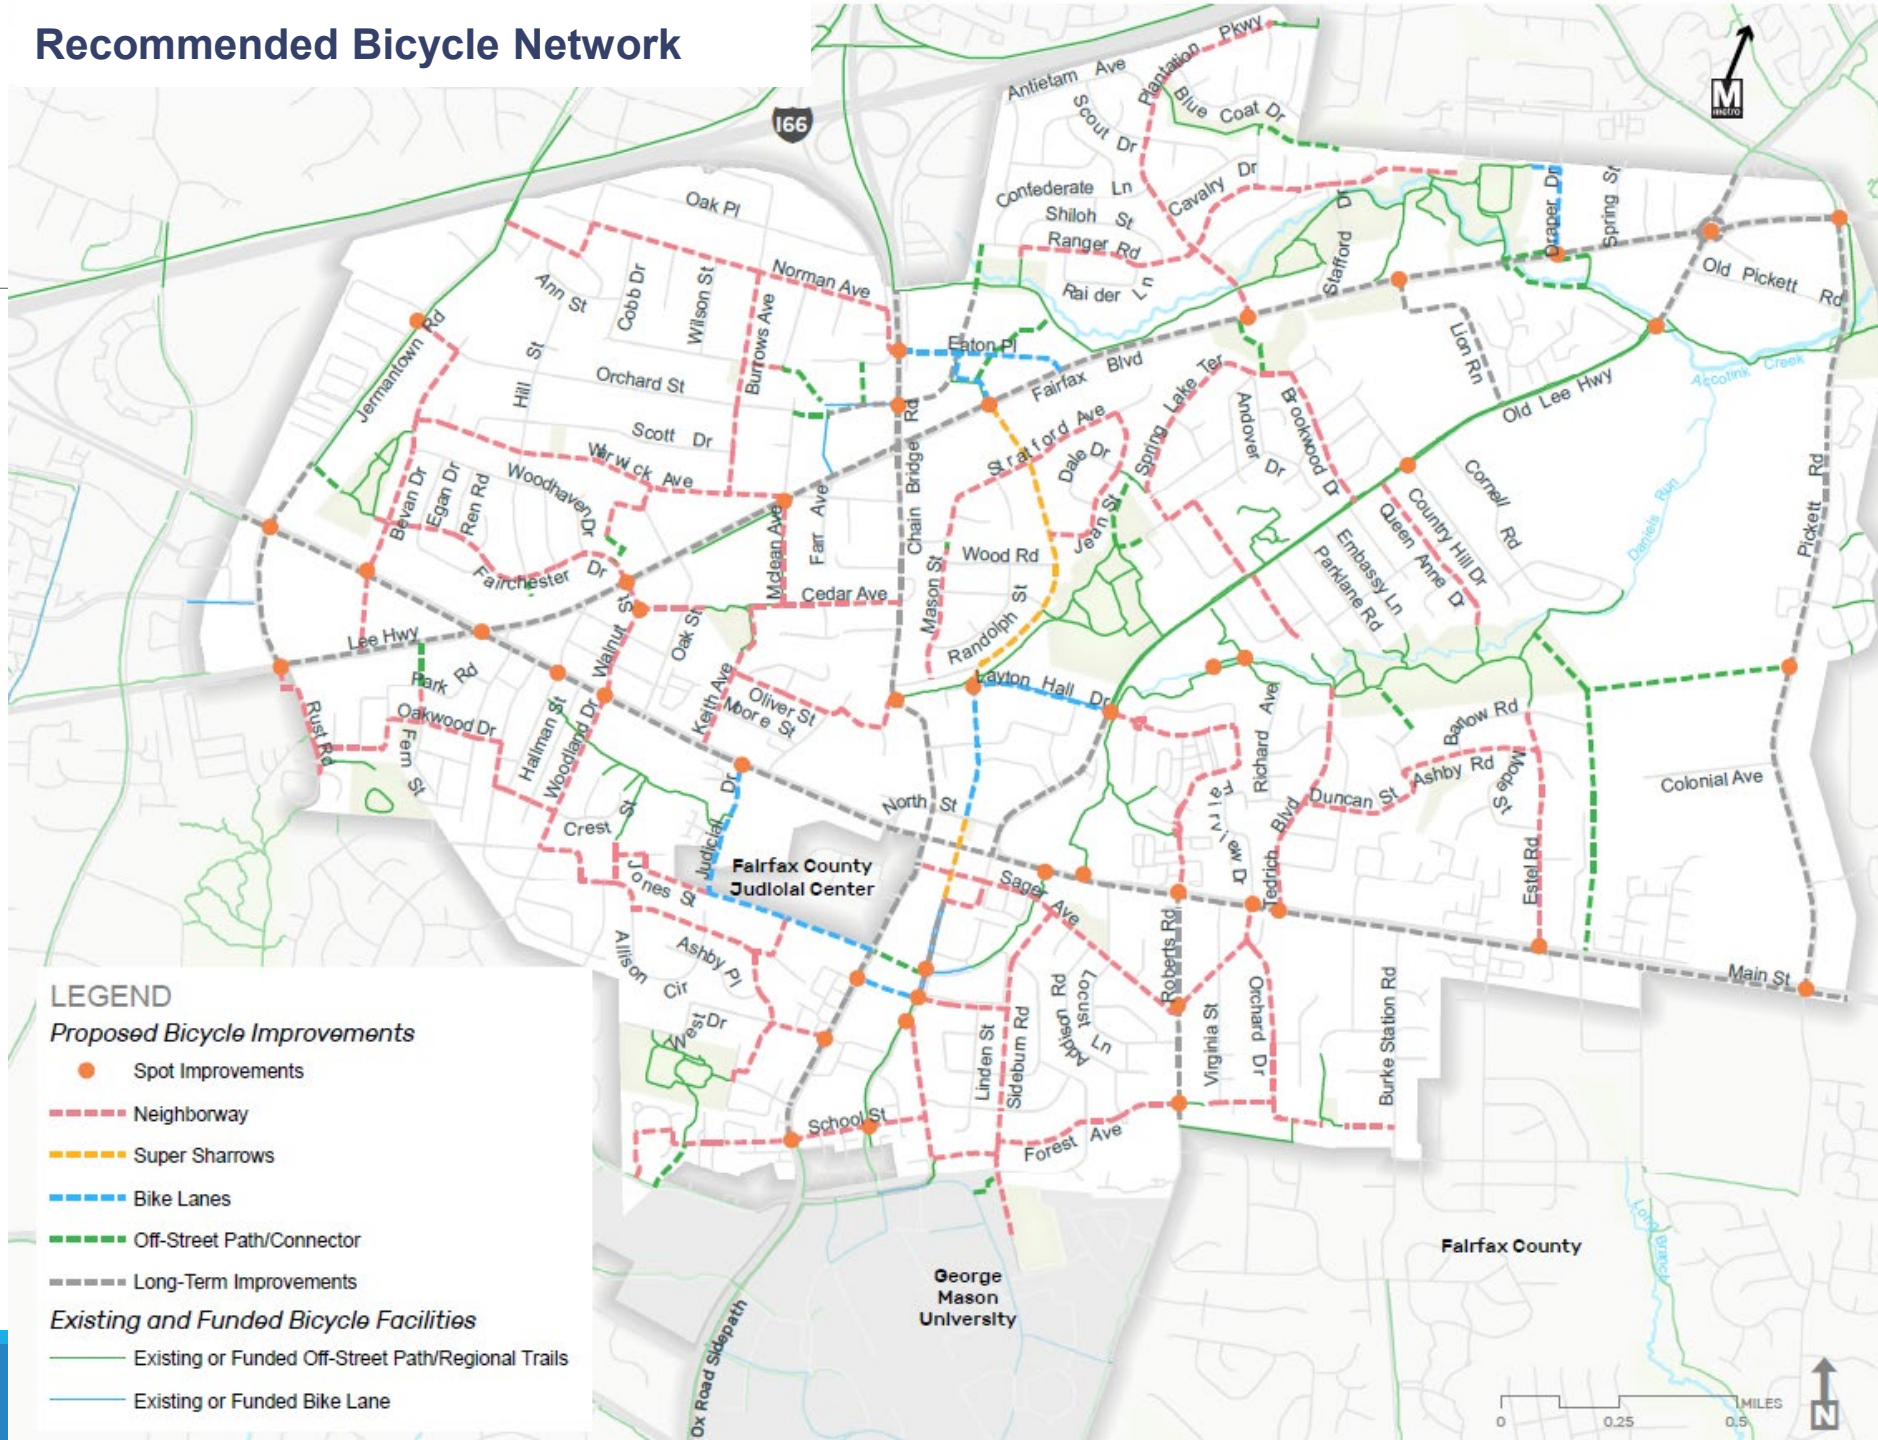 Recommended Bicycle Network
166
M
metro
Antietam Ave
Plantation Pkwy
Scout Dr
Blue Coat Dr
Confederate Ln
Cavalry Dr
Shiloh St
Ranger Rd
Raider Ln
Stafford Dr
Draper Dr
Spring St
Old Pickett Rd
Oak Pl
Norman Ave
Ann St
Cobb Dr
Wilson St
Burrows Ave
Jermantown Rd
Hill St
Orchard St
Scott Dr
Warwick Ave
Eaton Pl
Fairfax Blvd
Lion Rn
Accotink Creek
Old Lee Hwy
Spring Lake Ter
Stratford Ave
Dale Dr
Andover Dr
Brookwood Dr
Bevan Dr
Egan Dr
Ren Rd
Woodhaven Dr
Mclean Ave
Farr Ave
Chain Bridge Rd
Jean St
Wood Rd
Cornell Rd
Country Hill Dr
Queen Anne Dr
Embassy Ln
Parklane Rd
Daniels Run
Pickett Rd
Fairchester Dr
Cedar Ave
Mason St
Randolph St
Lee Hwy
Walnut St
Oak St
Park Rd
Keith Ave
Oliver St
Moore St
Layton Hall Dr
Rust Rd
Oakwood Dr
Fern St
Hallman St
Woodland Dr
Richard Ave
Barlow Rd
Ashby Rd
Mode St
Colonial Ave
Duncan St
Crest St
Judicial Dr
North St
Fairview Dr
Tedrich Blvd
Estel Rd
Fairfax County
Judicial Center
Jones St
Sager Ave
Roberts Rd
Allison Cir
Ashby Pl
Main St
West Dr
Addison Rd
Locust Ln
Linden St
Sideburn Rd
Virginia St
Orchard Dr
Burke Station Rd
School St
Forest Ave
George
Mason
University
Fairfax County
Long Branch
Ox Road Sidepath
LEGEND
Proposed Bicycle Improvements
Spot Improvements
Neighborway
Super Sharrows
Bike Lanes
Off-Street Path/Connector
Long-Term Improvements
Existing and Funded Bicycle Facilities
Existing or Funded Off-Street Path/Regional Trails
Existing or Funded Bike Lane
MILES
0 0.25 0.5
N